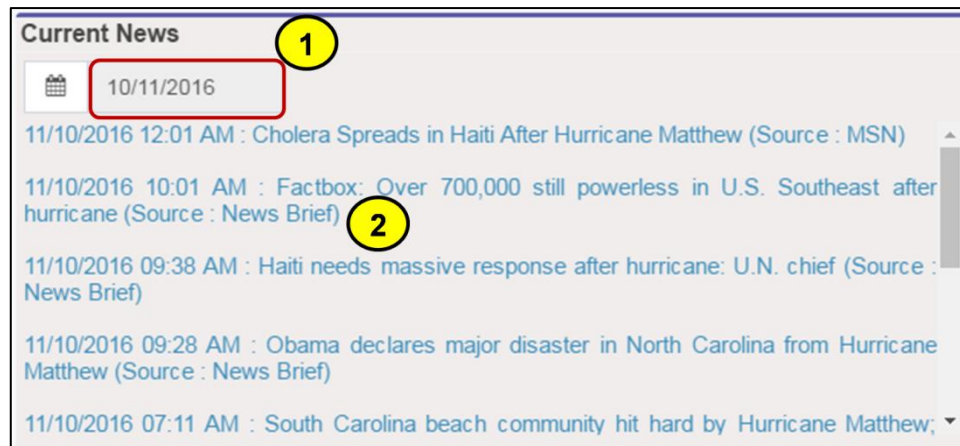 Current News
1
10/11/2016
11/10/2016 12:01 AM : Cholera Spreads in Haiti After Hurricane Matthew (Source : MSN)
11/10/2016 10:01 AM : Factbox: Over 700,000 still powerless in U.S. Southeast after
hurricane (Source : News Brief)
2
11/10/2016 09:38 AM : Haiti needs massive response after hurricane: U.N. chief (Source :
News Brief)
11/10/2016 09:28 AM : Obama declares major disaster in North Carolina from Hurricane
Matthew (Source : News Brief)
11/10/2016 07:11 AM : South Carolina beach community hit hard by Hurricane Matthew;